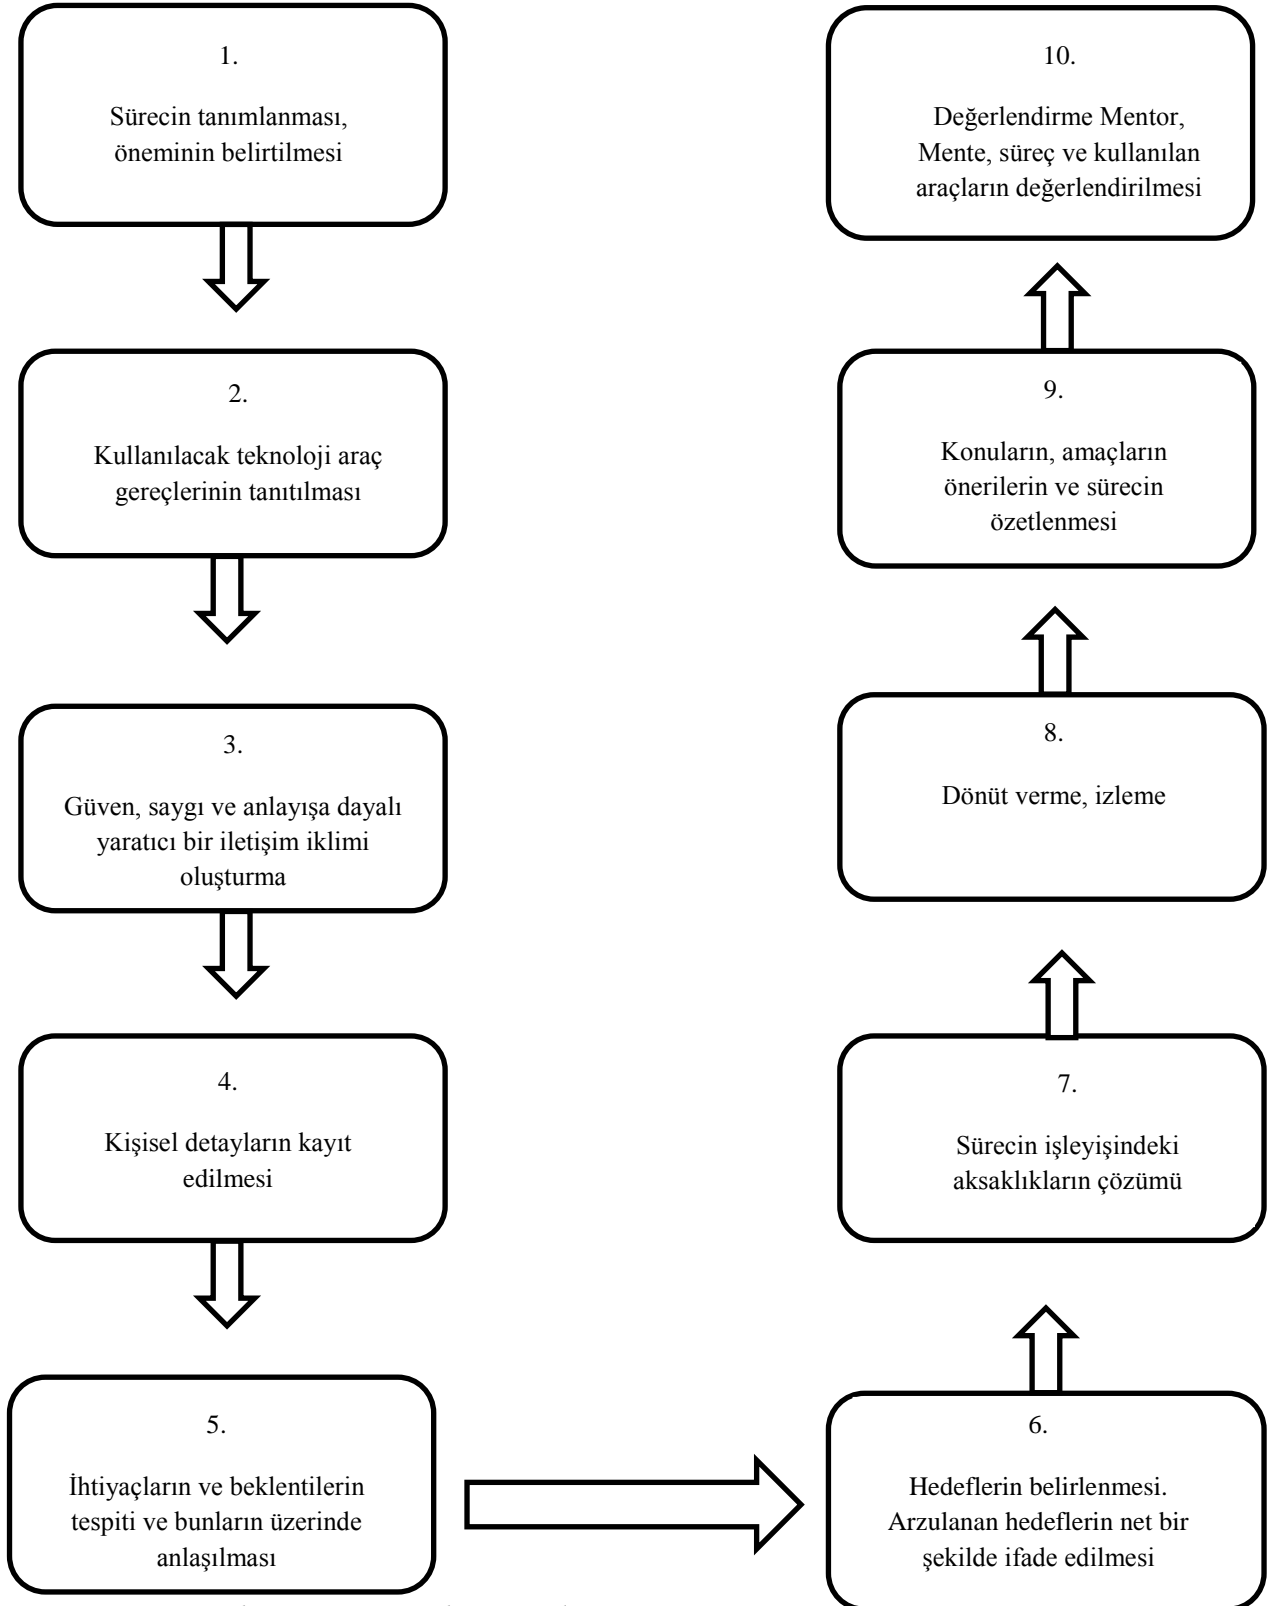 1.
Sürecin tanımlanması,
öneminin belirtilmesi
2.
Kullanılacak teknoloji araç
gereçlerinin tanıtılması
3.
Güven, saygı ve anlayışa dayalı
yaratıcı bir iletişim iklimi
oluşturma
4.
Kişisel detayların kayıt
edilmesi
5.
İhtiyaçların ve beklentilerin
tespiti ve bunların üzerinde
anlaşılması
6.
Hedeflerin belirlenmesi.
Arzulanan hedeflerin net bir
şekilde ifade edilmesi
7.
Sürecin işleyişindeki
aksaklıkların çözümü
8.
Dönüt verme, izleme
9.
Konuların, amaçların
önerilerin ve sürecin
özetlenmesi
10.
Değerlendirme Mentor,
Mente, süreç ve kullanılan
araçların değerlendirilmesi